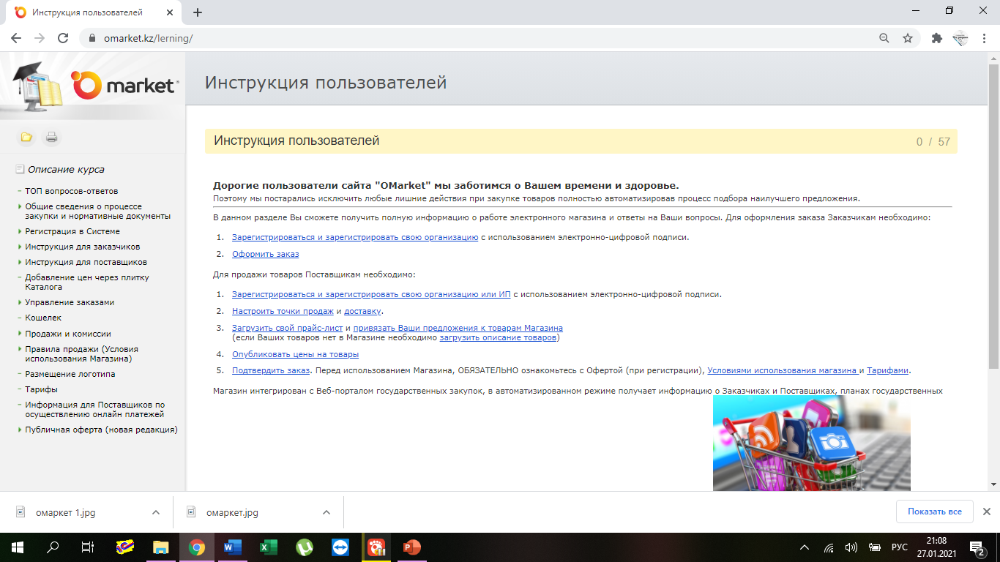 Инструкция пользователей
omarket.kz/lerning/
market
Инструкция пользователей
Инструкция пользователей
0 / 57
Описание курса
ТОП вопросов-ответов
Общие сведения о процессе
закупки и нормативные документы
Регистрация в Системе
Инструкция для заказчиков
Инструкция для поставщиков
Добавление цен через плитку
Каталога
Управление заказами
Кошелек
Продажи и комиссии
Правила продажи (Условия
использования Магазина)
Размещение логотипа
Тарифы
Информация для Поставщиков по
осуществлению онлайн платежей
Публичная оферта (новая редакция)
Дорогие пользователи сайта "OMarket" мы заботимся о Вашем времени и здоровье.
Поэтому мы постарались исключить любые лишние действия при закупке товаров полностью автоматизировав процесс подбора наилучшего предложения.
В данном разделе Вы сможете получить полную информацию о работе электронного магазина и ответы на Ваши вопросы. Для оформления заказа Заказчикам необходимо:
1. Зарегистрироваться и зарегистрировать свою организацию с использованием электронно-цифровой подписи.
2. Оформить заказ
Для продажи товаров Поставщикам необходимо:
1. Зарегистрироваться и зарегистрировать свою организацию или ИП с использованием электронно-цифровой подписи.
2. Настроить точки продаж и доставку.
3. Загрузить свой прайс-лист и привязать Ваши предложения к товарам Магазина
(если Ваших товаров нет в Магазине необходимо загрузить описание товаров)
4. Опубликовать цены на товары
5. Подтвердить заказ. Перед использованием Магазина, ОБЯЗАТЕЛЬНО ознакомьтесь с Офертой (при регистрации), Условиями использования магазина и Тарифами.
Магазин интегрирован с Веб-порталом государственных закупок, в автоматизированном режиме получает информацию о Заказчиках и Поставщиках, планах государственных
омаркет 1.jpg
омаркет.jpg
Показать все
РУС
21:08
27.01.2021
2